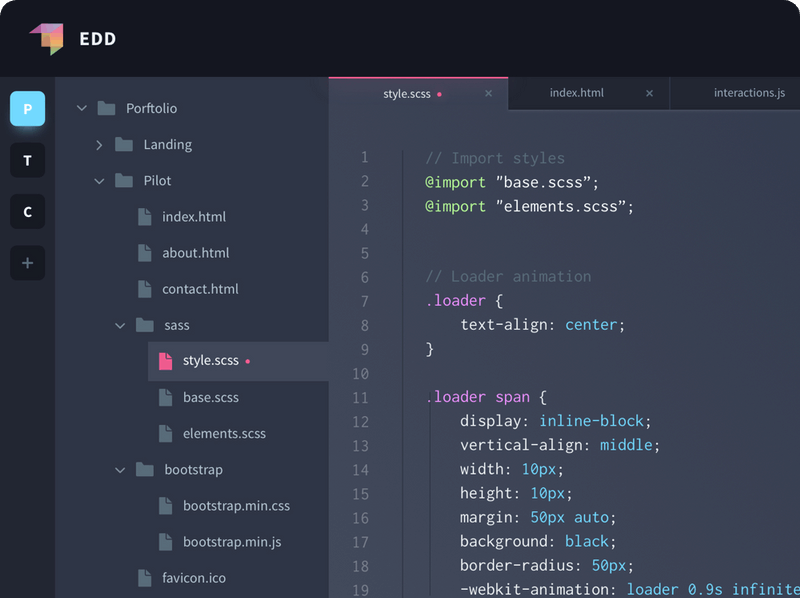 EDD
P
T
C
+
Porftolio
Landing
Pilot
index.html
about.html
contact.html
sass
style.scss
base.scss
elements.scss
bootstrap
bootstrap.min.css
bootstrap.min.js
favicon.ico
style.scss
index.html
interactions.js
1 // Import styles
2 @import "base.scss”;
3 @import "elements.scss”;
4
5
6 // Loader animation
7 .loader {
8 text-align: center;
9 }
10
11 .loader span {
12 display: inline-block;
13 vertical-align: middle;
14 width: 10px;
15 height: 10px;
16 margin: 50px auto;
17 background: black;
18 border-radius: 50px;
19 -webkit-animation: loader 0.9s infinite